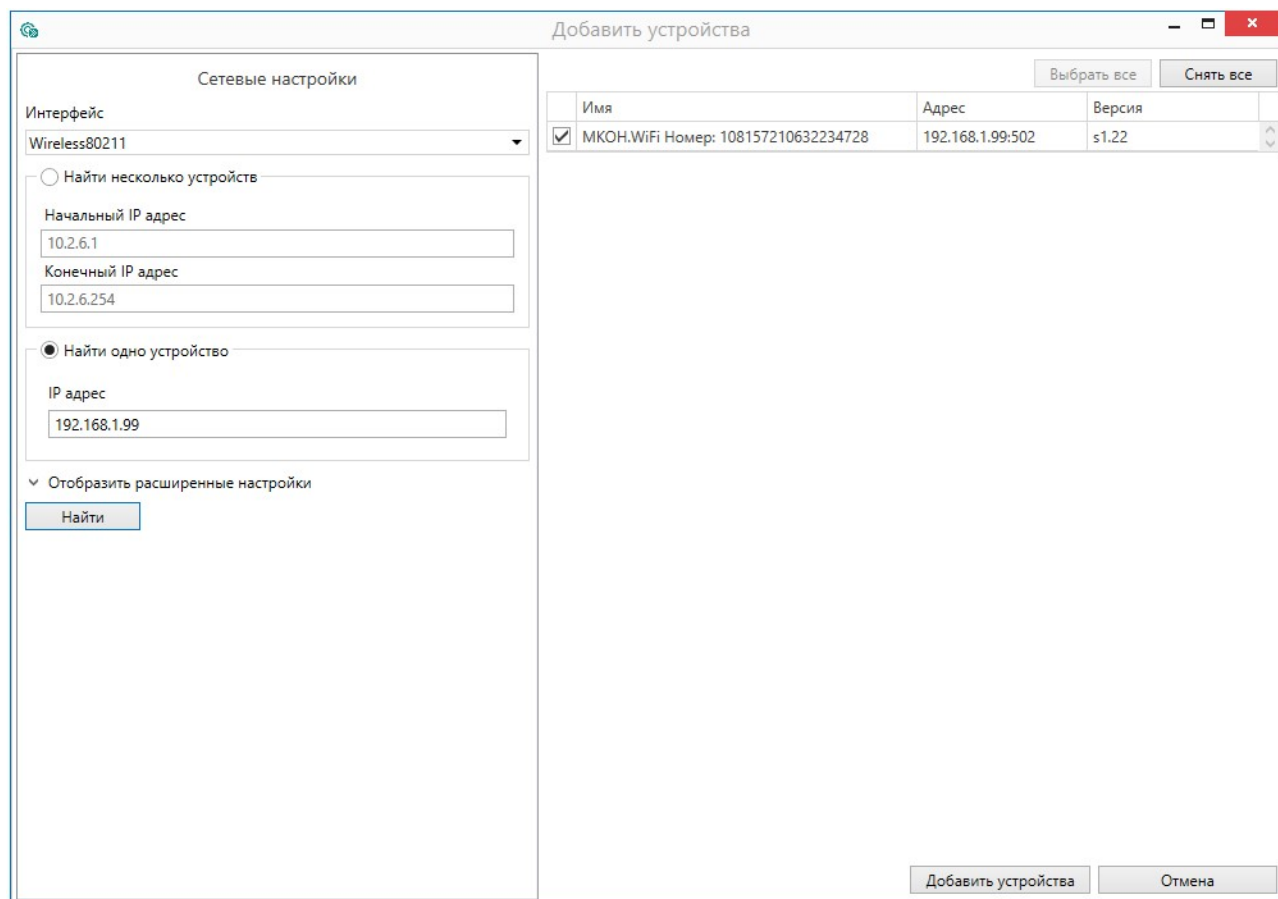 Добавить устройства
Сетевые настройки
Интерфейс
Wireless80211
Найти несколько устройств
Начальный IP адрес
10.2.6.1
Конечный IP адрес
10.2.6.254
Найти одно устройство
IP адрес
192.168.1.99
Отобразить расширенные настройки
Найти
Выбрать все Снять все
Имя Адрес Версия
МКОН.WiFi Номер: 108157210632234728 192.168.1.99:502 s1.22
Добавить устройства Отмена